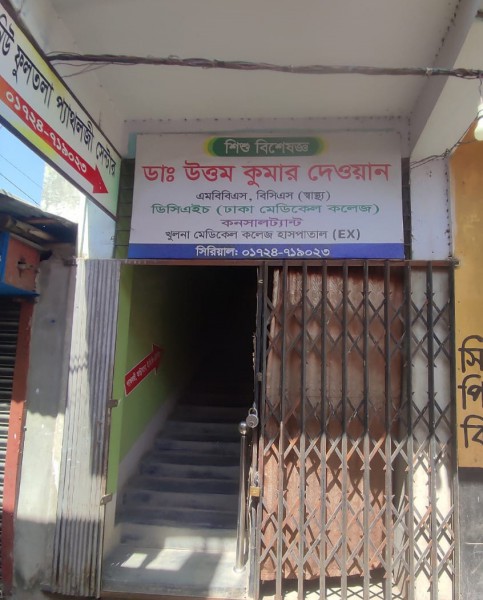 নিউ ফুলতলা প্যাথলজী সেন্টার
০১৭২৪-৭১৯০২৩
শিশু বিশেষজ্ঞ
ডাঃ উত্তম কুমার দেওয়ান
এমবিবিএস, বিসিএস (স্বাস্থ্য)
ডিসিএইচ (ঢাকা মেডিকেল কলেজ)
কনসালট্যান্ট
খুলনা মেডিকেল কলেজ হাসপাতাল (EX)
সিরিয়াল: ০১৭২৪-৭১৯০২৩
সি
পি
বি